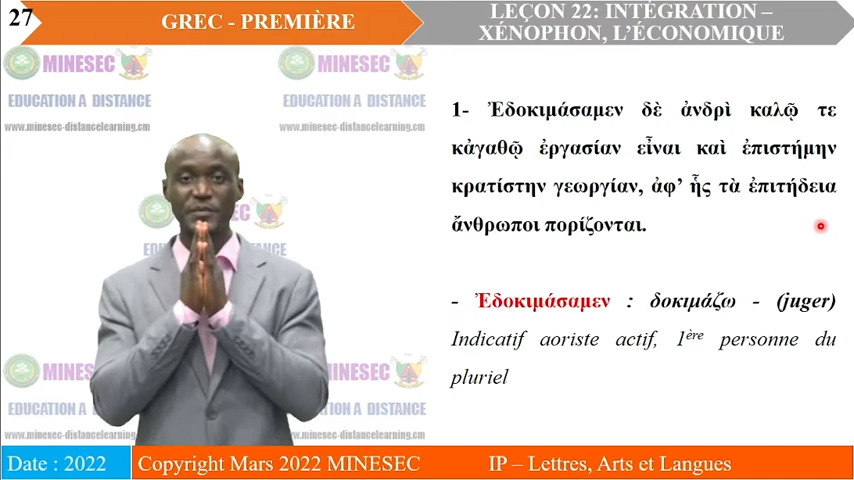 27
GREC - PREMIÈRE
LEÇON 22: INTÉGRATION –
XÉNOPHON, L’ÉCONOMIQUE
MINESEC
EDUCATION A DISTANCE
www.minesec-distancelearning.cm
MINESEC
EDUCATION A DISTANCE
www.minesec-distancelearning.cm
1- Ἐδοκιμάσαμεν δὲ ἀνδρὶ καλῷ τε
κἀγαθῷ ἐργασίαν εἶναι καὶ ἐπιστήμην
κρατίστην γεωργίαν, ἀφ’ ἧς τὰ ἐπιτήδεια
ἄνθρωποι πορίζονται.
- Ἐδοκιμάσαμεν : δοκιμάζω - (juger)
Indicatif aoriste actif, 1ère personne du
pluriel
MINESEC
EDUCATION A DISTANCE
www.minesec-distancelearning.cm
MINESEC
EDUCATION A DISTANCE
www.minesec-distancelearning.cm
Date : 2022
Copyright Mars 2022 MINESEC
IP – Lettres, Arts et Langues